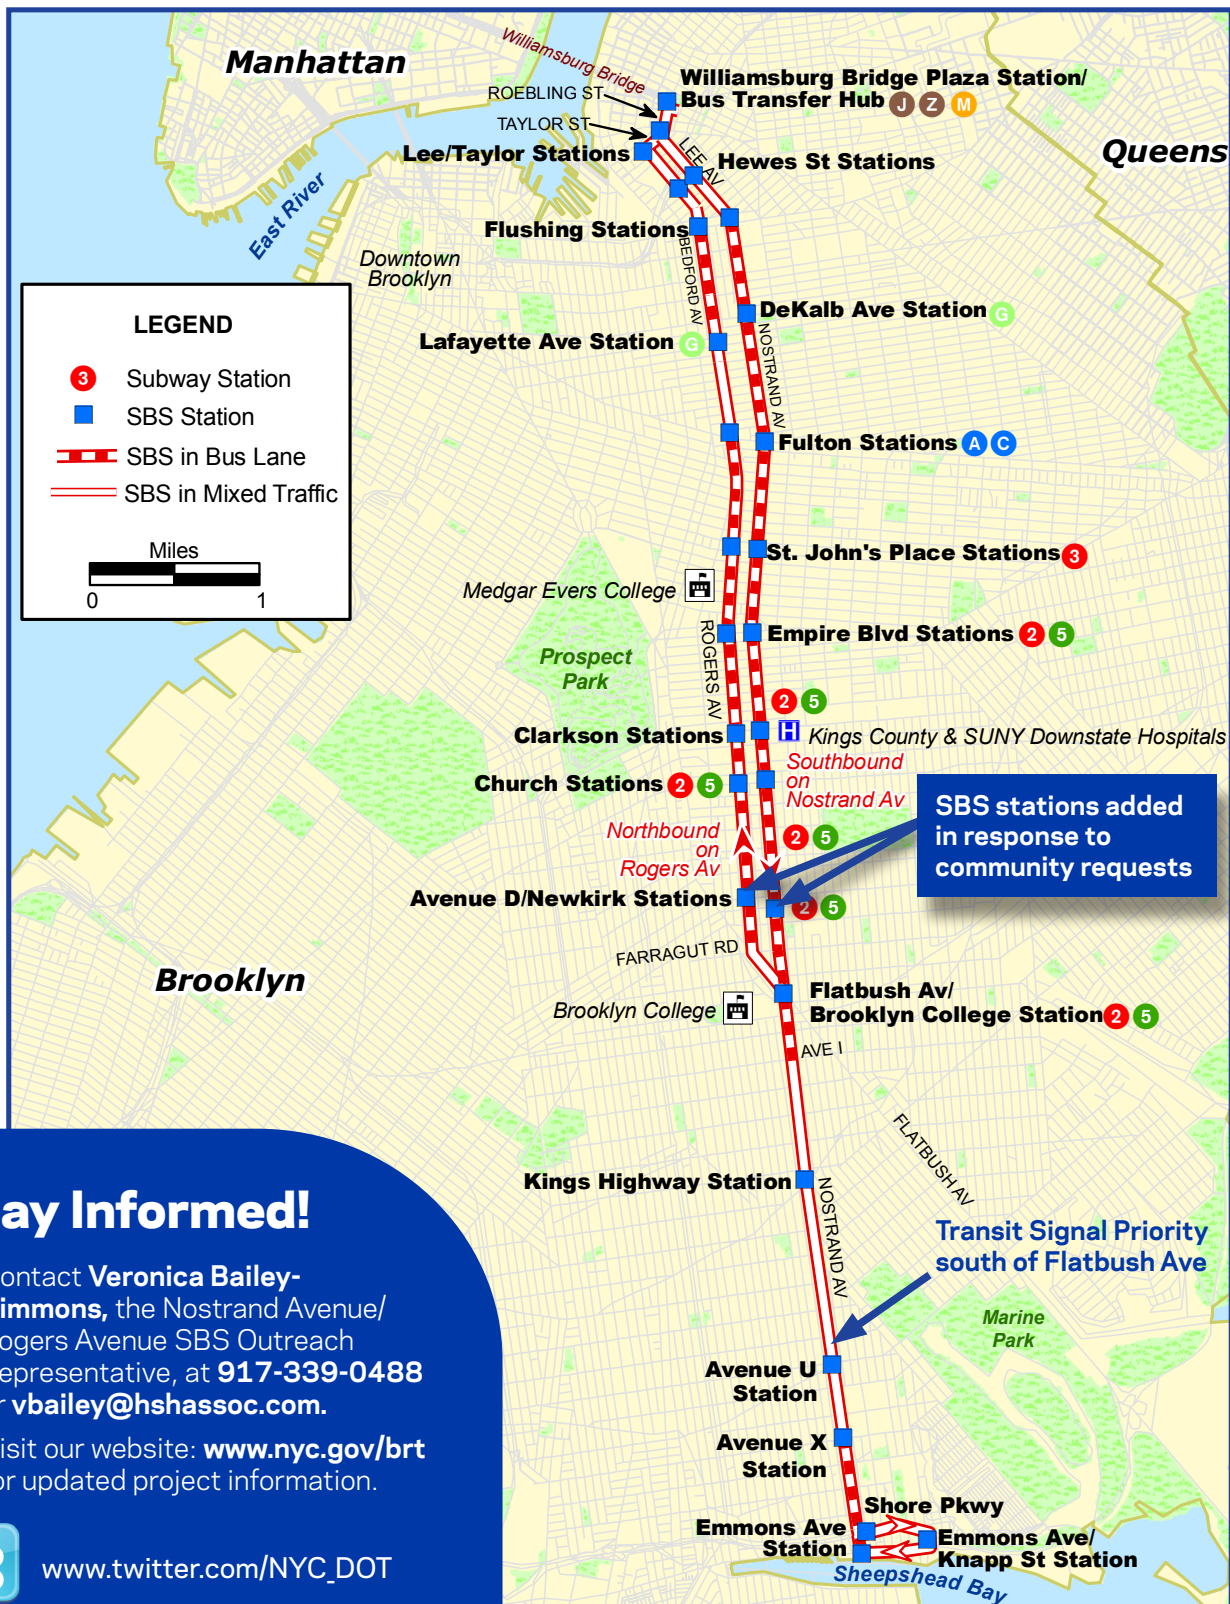 Manhattan
Williamsburg Bridge
Williamsburg Bridge Plaza Station/
Bus Transfer Hub J Z M
ROEBLING ST
TAYLOR ST
Lee/Taylor Stations
LEE AV
Hewes St Stations
Queens
East River
Flushing Stations
Downtown
Brooklyn
BEDFORD AV
DeKalb Ave Station G
Lafayette Ave Station G
NOSTRAND AV
LEGEND
3 Subway Station
SBS Station
SBS in Bus Lane
SBS in Mixed Traffic
Miles
0 1
Fulton Stations A C
St. John's Place Stations 3
Medgar Evers College
Empire Blvd Stations 2 5
ROGERS AV
Prospect
Park
2 5
Clarkson Stations
H Kings County & SUNY Downstate Hospitals
Church Stations 2 5
Southbound
on
Nostrand Av
SBS stations added
in response to
community requests
Northbound
on
Rogers Av
2 5
Avenue D/Newkirk Stations
2 5
FARRAGUT RD
Brooklyn
Brooklyn College
Flatbush Av/
Brooklyn College Station 2 5
AVE I
FLATBUSH AV
Kings Highway Station
NOSTRAND AV
Transit Signal Priority
south of Flatbush Ave
Marine
Park
Avenue U
Station
Avenue X
Station
Shore Pkwy
Emmons Ave
Station
Emmons Ave/
Knapp St Station
Sheepshead Bay
ay Informed!
ontact Veronica Bailey-
immons, the Nostrand Avenue/
ogers Avenue SBS Outreach
epresentative, at 917-339-0488
r vbailey@hshassoc.com.
isit our website: www.nyc.gov/brt
or updated project information.
www.twitter.com/NYC_DOT